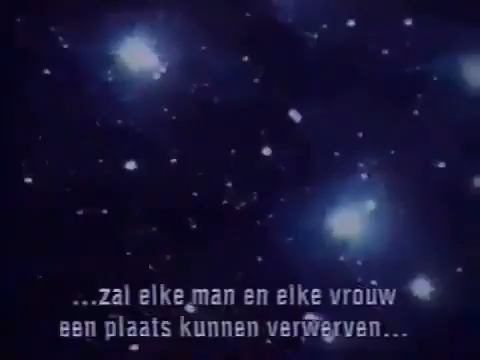 ...zal elke man en elke vrouw
een plaats kunnen verwerven...